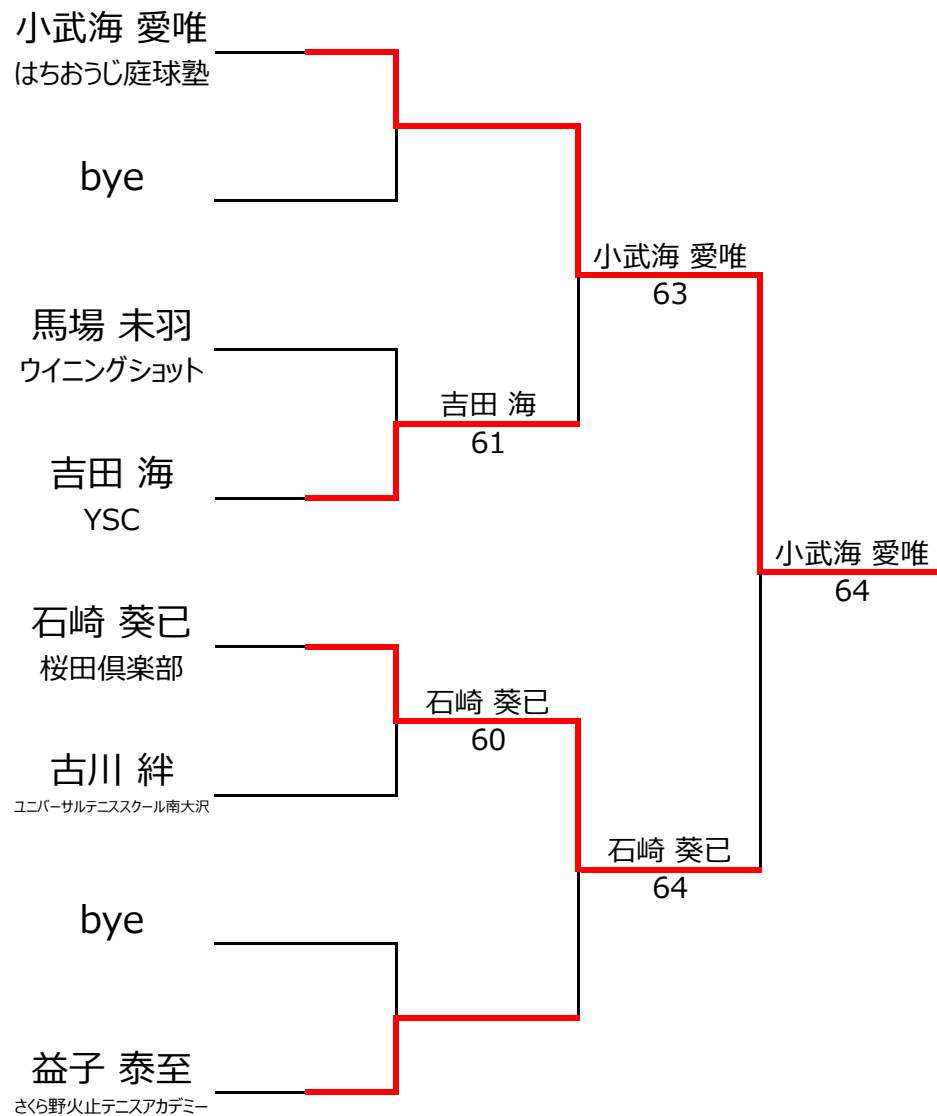 小武海 愛唯
はちおうじ庭球塾
bye
小武海 愛唯
63
馬場 未羽
ウイニングショット
吉田 海
61
吉田 海
YSC
小武海 愛唯
64
石崎 葵已
桜田倶楽部
石崎 葵已
60
古川 絆
ユニバーサルテニススクール南大沢
石崎 葵已
64
bye
益子 泰至
さくら野火止テニスアカデミー